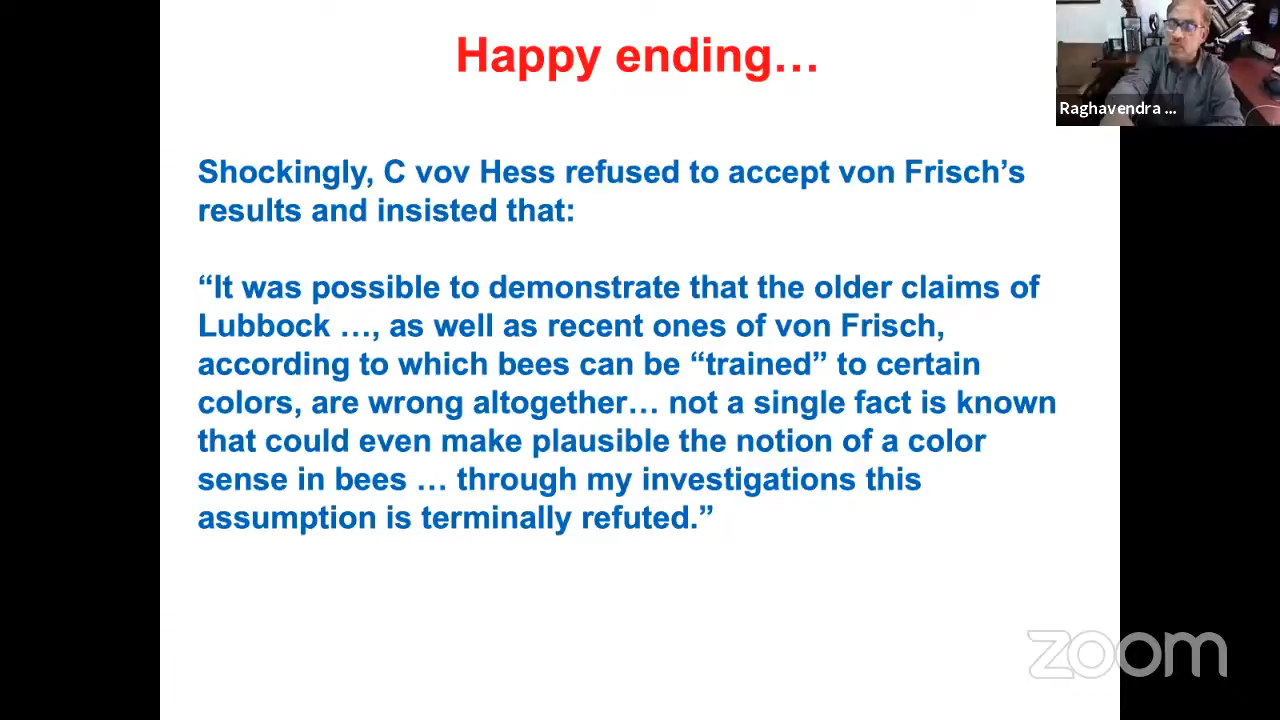 Happy ending…
Raghavendra ...
Shockingly, C vov Hess refused to accept von Frisch’s
results and insisted that:
“It was possible to demonstrate that the older claims of
Lubbock …, as well as recent ones of von Frisch,
according to which bees can be “trained” to certain
colors, are wrong altogether… not a single fact is known
that could even make plausible the notion of a color
sense in bees … through my investigations this
assumption is terminally refuted.”
zoom